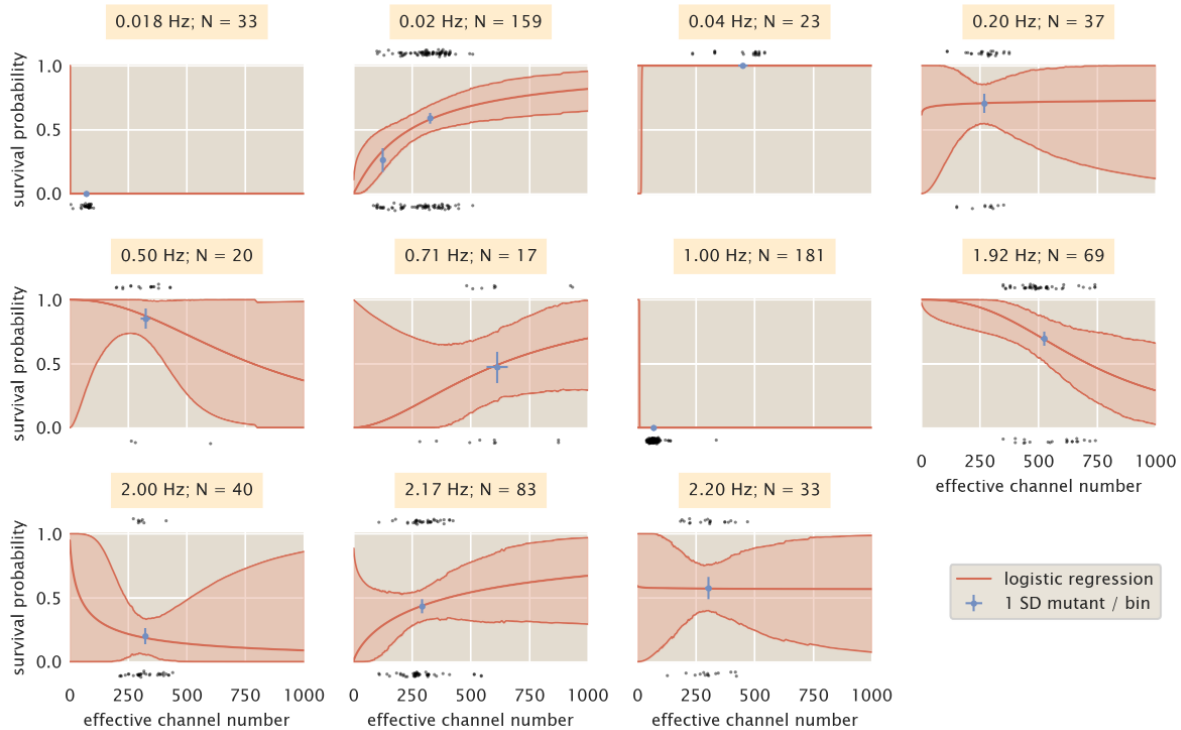 0.018 Hz; N = 33
0.02 Hz; N = 159
0.04 Hz; N = 23
0.20 Hz; N = 37
survival probability
1.0
0.5
0.0
0.50 Hz; N = 20
0.71 Hz; N = 17
1.00 Hz; N = 181
1.92 Hz; N = 69
survival probability
1.0
0.5
0.0
0 250 500 750 1000
effective channel number
2.00 Hz; N = 40
2.17 Hz; N = 83
2.20 Hz; N = 33
survival probability
1.0
0.5
0.0
0 250 500 750 1000
effective channel number
0 250 500 750 1000
effective channel number
0 250 500 750 1000
effective channel number
logistic regression
1 SD mutant / bin